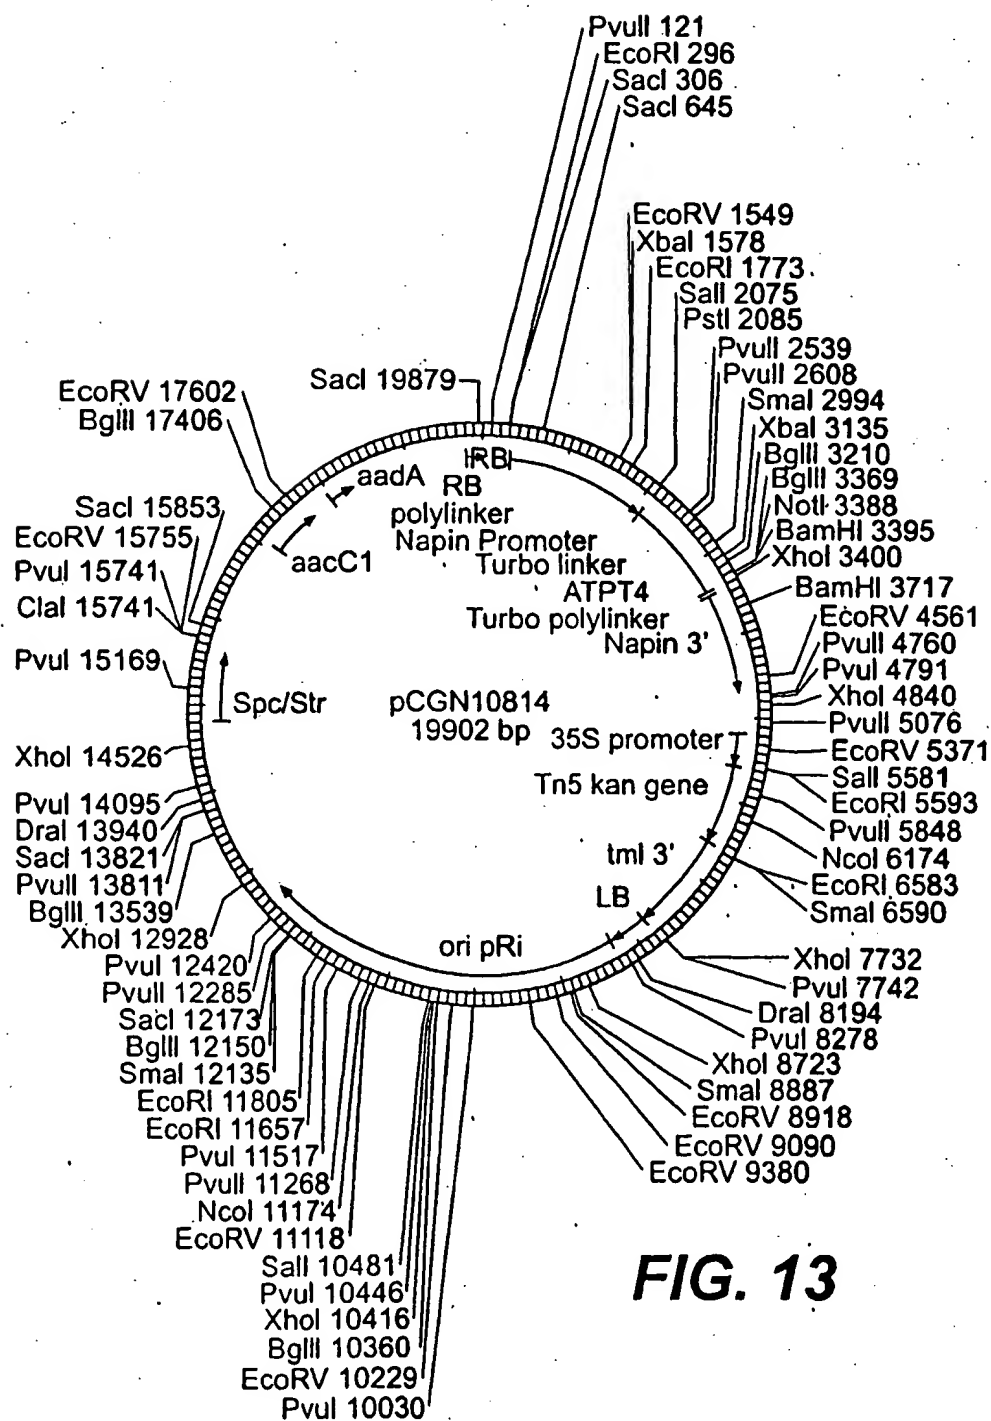 PvuII 121
EcoRI 296
SacI 306
SacI 645
EcoRV 1549
XbaI 1578
EcoRI 1773
SalI 2075
PstI 2085
PvuII 2539
PvuII 2608
SmaI 2994
XbaI 3135
BglII 3210
BglII 3369
NotI 3388
BamHI 3395
XhoI 3400
BamHI 3717
EcoRV 4561
PvuII 4760
PvuI 4791
XhoI 4840
PvuII 5076
EcoRV 5371
SalI 5581
EcoRI 5593
PvuII 5848
NcoI 6174
EcoRI 6583
SmaI 6590
XhoI 7732
PvuI 7742
DraI 8194
PvuI 8278
XhoI 8723
SmaI 8887
EcoRV 8918
EcoRV 9090
EcoRV 9380
SacI 19879
EcoRV 17602
BglII 17406
SacI 15853
EcoRV 15755
PvuI 15741
ClaI 15741
PvuI 15169
XhoI 14526
PvuI 14095
DraI 13940
SacI 13821
PvuII 13811
BglII 13539
XhoI 12928
PvuI 12420
PvuII 12285
SacI 12173
BglII 12150
SmaI 12135
EcoRI 11805
EcoRI 11657
PvuI 11517
PvuII 11268
NcoI 11174
EcoRV 11118
SalI 10481
PvuI 10446
XhoI 10416
BglII 10360
EcoRV 10229
PvuI 10030
RB
RB
polylinker
Napin Promoter
Turbo linker
ATPT4
Turbo polylinker
Napin 3'
aadA
aacC1
Spc/Str
pCGN10814
19902 bp
35S promoter
Tn5 kan gene
tml 3'
LB
ori pRi
FIG. 13